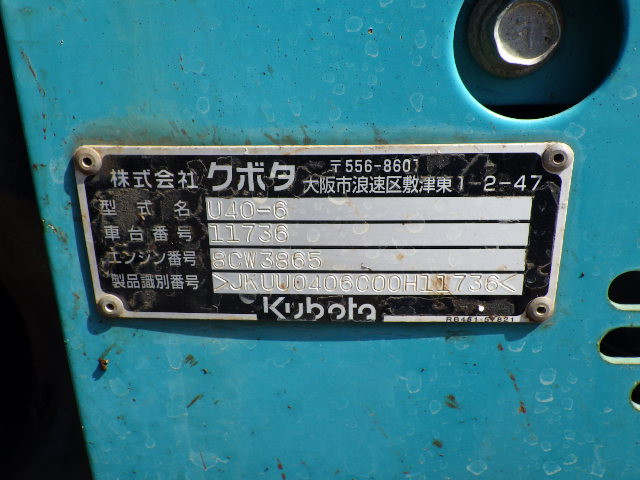 〒556-8601
株式会社 クボタ 大阪市浪速区敷津東1-2-47
型式名 U40-6
車台番号 11736
エンジン番号 8CW3865
製品識別番号 >JKUU0406C00H11736<
Kubota